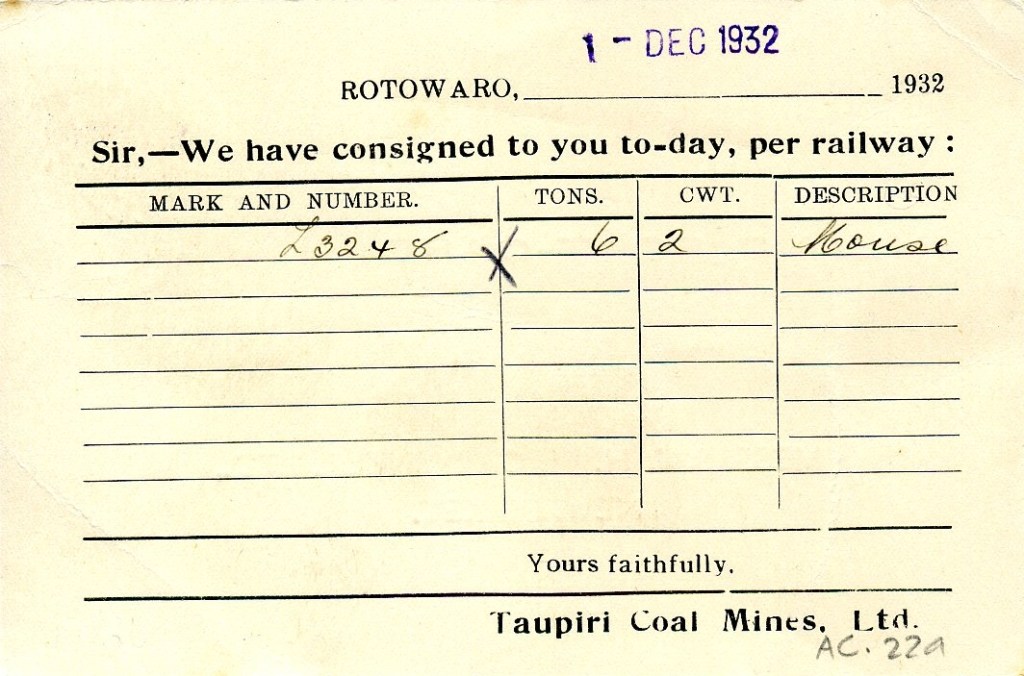 1 - DEC 1932
ROTOWARO, 1932
Sir,—We have consigned to you to-day, per railway :
MARK AND NUMBER. TONS. CWT. DESCRIPTION
L3248 X 6 2 House
Yours faithfully.
Taupiri Coal Mines, Ltd.
AC. 22a